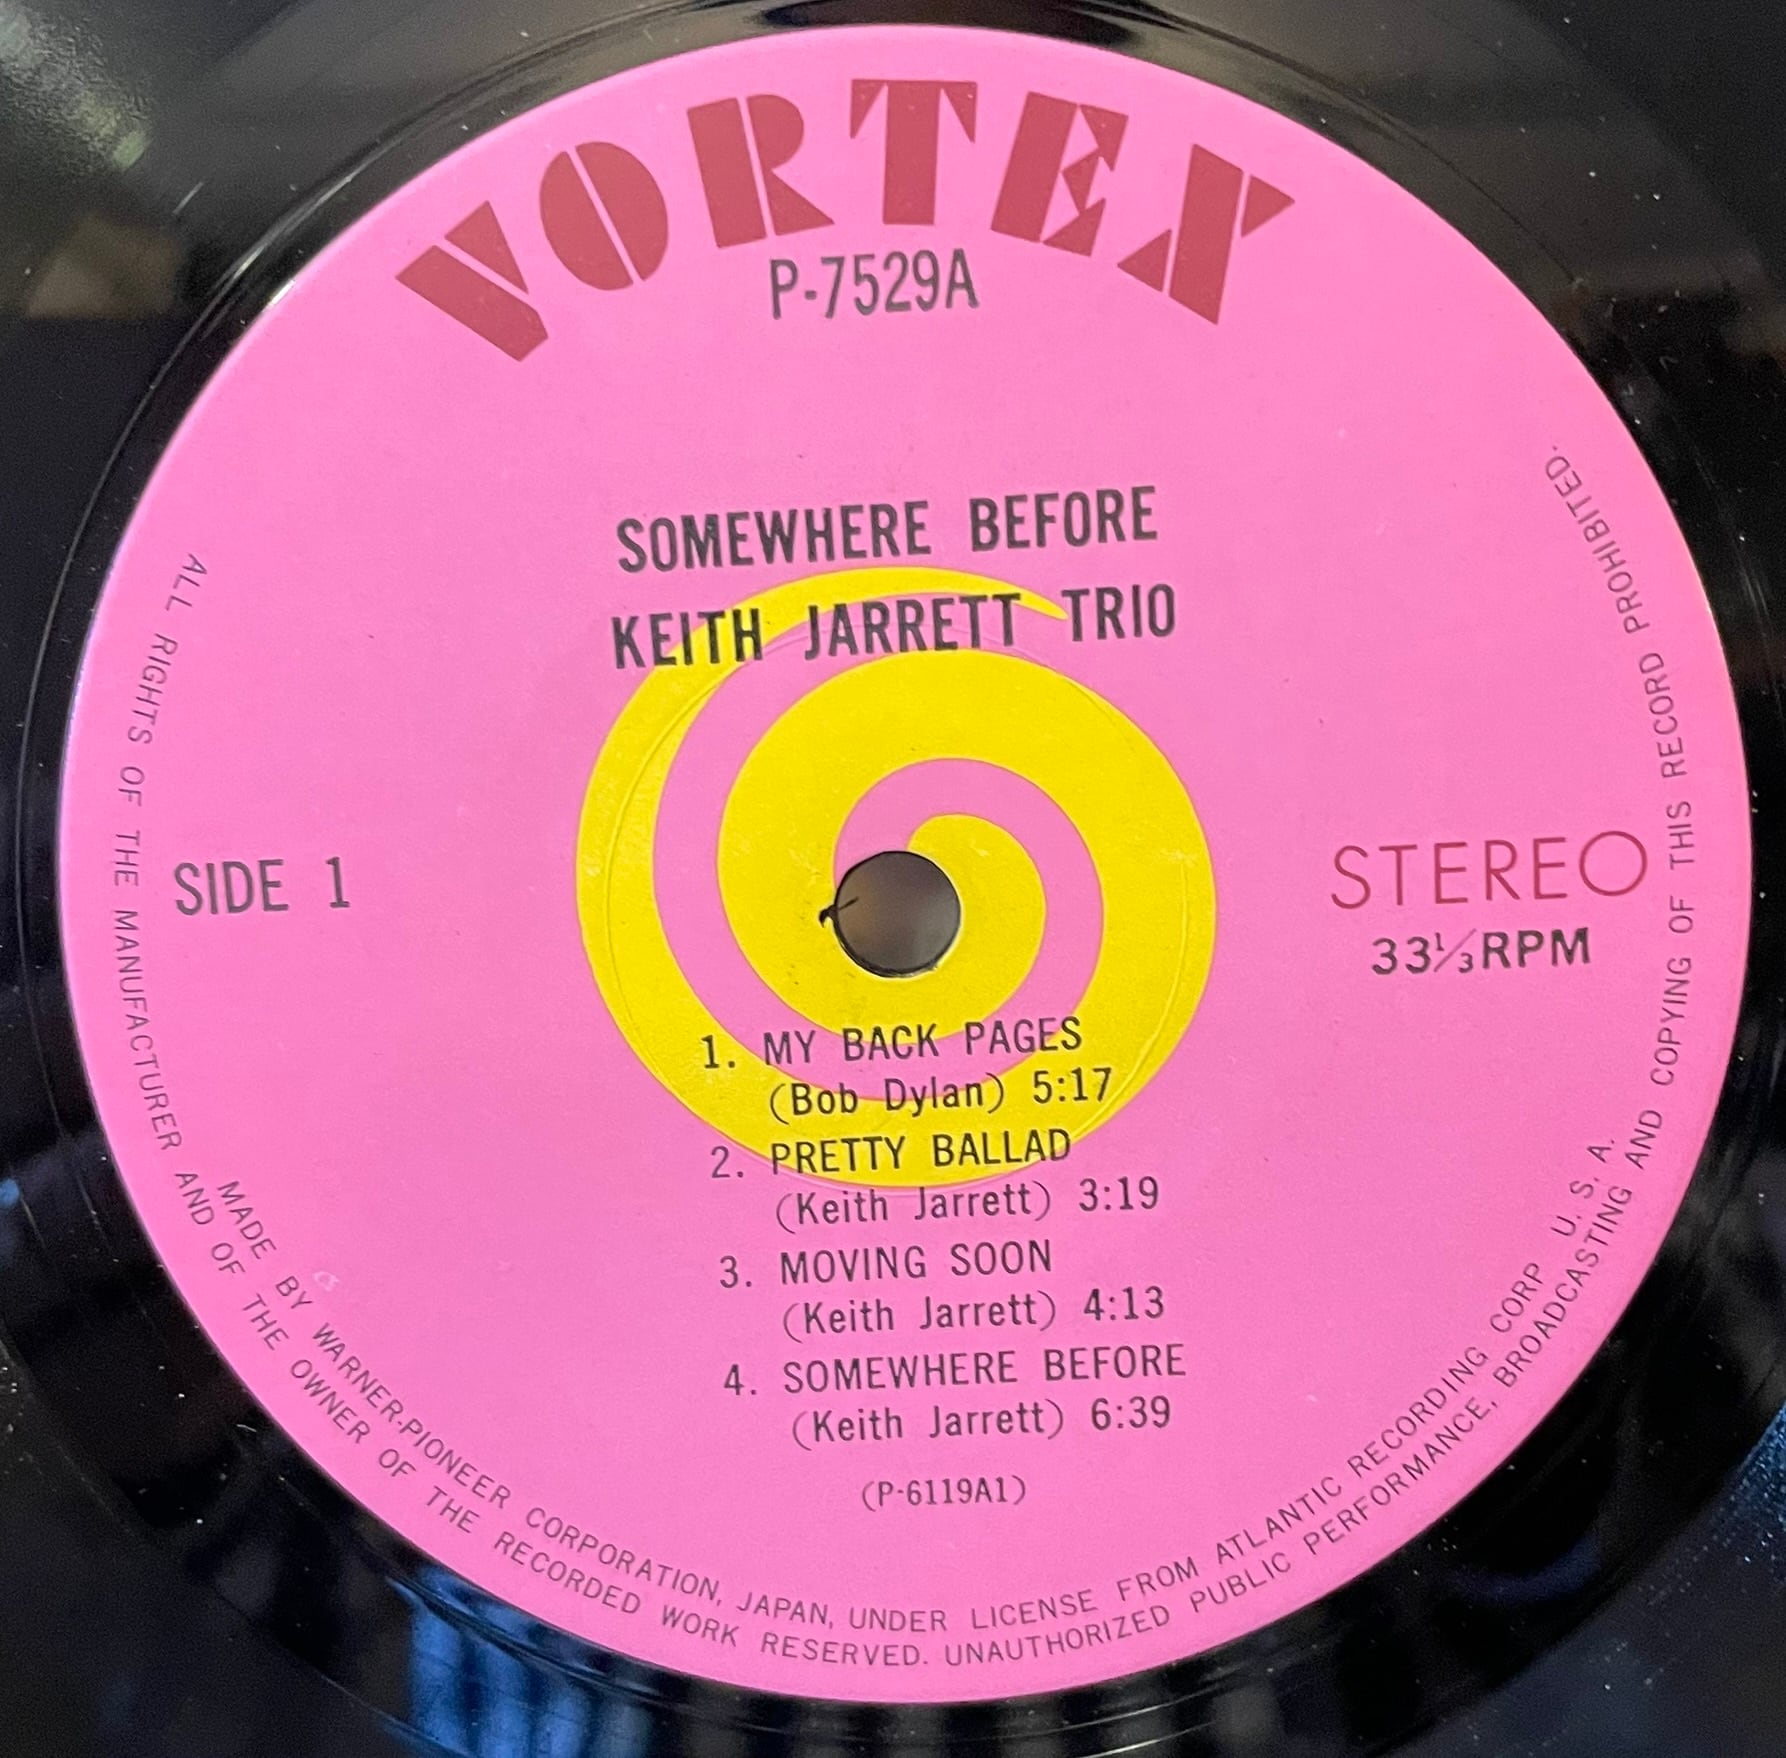 VORTEX
P-7529A
SOMEWHERE BEFORE
KEITH JARRETT TRIO
SIDE 1
STEREO
33⅓RPM
1. MY BACK PAGES
(Bob Dylan) 5:17
2. PRETTY BALLAD
(Keith Jarrett) 3:19
3. MOVING SOON
(Keith Jarrett) 4:13
4. SOMEWHERE BEFORE
(Keith Jarrett) 6:39
(P-6119A1)
MADE BY WARNER-PIONEER CORPORATION, JAPAN, UNDER LICENSE FROM ATLANTIC RECORDING CORP U. S. A.
ALL RIGHTS OF THE MANUFACTURER AND OF THE OWNER OF THE RECORDED WORK RESERVED. UNAUTHORIZED PUBLIC PERFORMANCE, BROADCASTING AND COPYING OF THIS RECORD PROHIBITED.